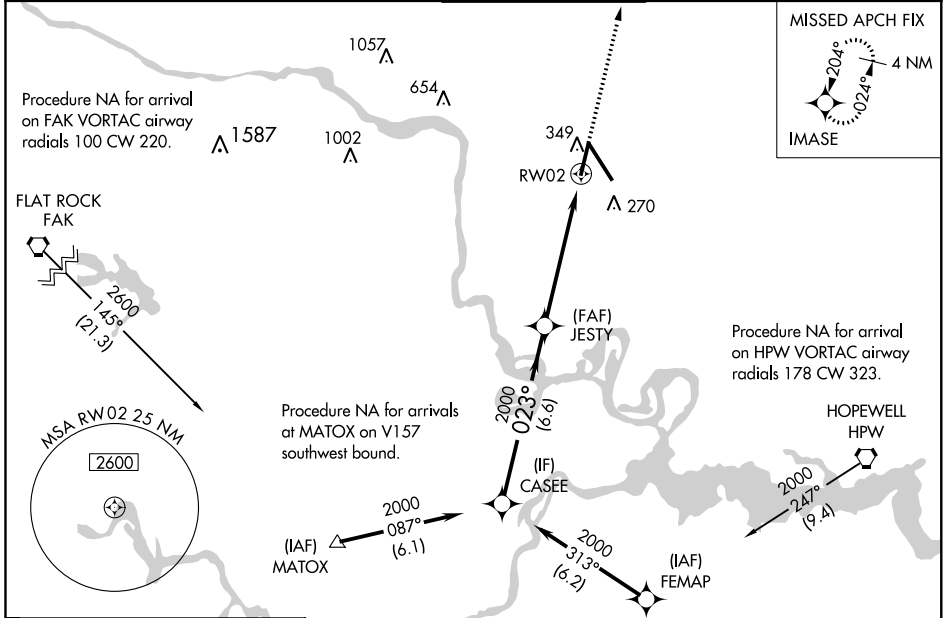 1057
654
1002
1587
349
RW02
270
MISSED APCH FIX
204°
024°
4 NM
IMASE
Procedure NA for arrival
on FAK VORTAC airway
radials 100 CW 220.
FLAT ROCK
FAK
2600
145°
(21.3)
(FAF)
JESTY
2000
023°
(6.6)
Procedure NA for arrival
on HPW VORTAC airway
radials 178 CW 323.
HOPEWELL
HPW
2000
247°
(9.4)
Procedure NA for arrivals
at MATOX on V157
southwest bound.
MSA RW02 25 NM
2600
(IF)
CASEE
2000
087°
(6.1)
(IAF)
MATOX
2000
313°
(6.2)
(IAF)
FEMAP